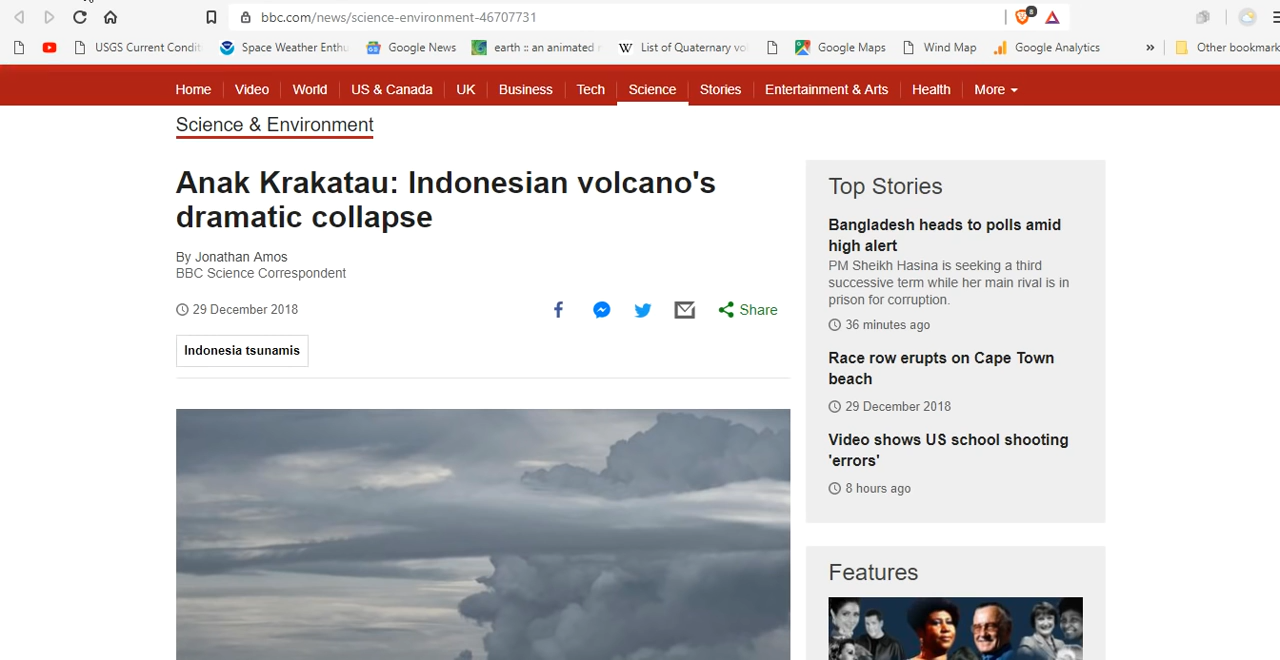 bbc.com/news/science-environment-46707731
8
USGS Current Condit
Space Weather Enthu
Google News
earth :: an animated
W List of Quaternary vo
Google Maps
Wind Map
Google Analytics
»
Other bookmark
Home
Video
World
US & Canada
UK
Business
Tech
Science
Stories
Entertainment & Arts
Health
More
Science & Environment
Anak Krakatau: Indonesian volcano's
dramatic collapse
By Jonathan Amos
BBC Science Correspondent
29 December 2018
Share
Indonesia tsunamis
Top Stories
Bangladesh heads to polls amid
high alert
PM Sheikh Hasina is seeking a third
successive term while her main rival is in
prison for corruption.
36 minutes ago
Race row erupts on Cape Town
beach
29 December 2018
Video shows US school shooting
'errors'
8 hours ago
Features